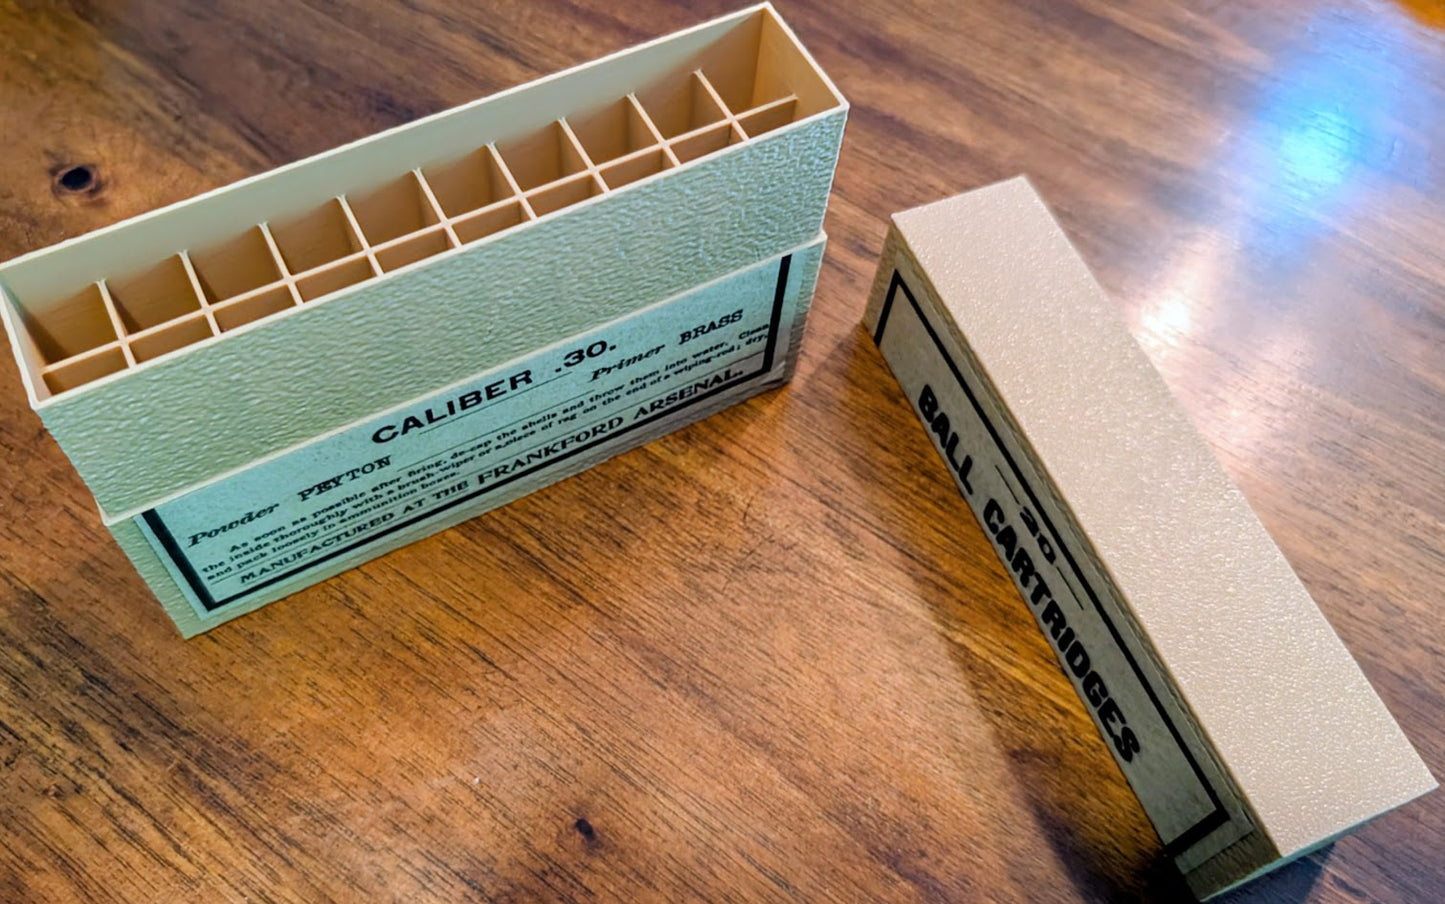 CALIBER .30.
Powder PEYTON Primer BRASS
As soon as possible after firing, de-cap the shells and throw them into water. Clean
the inside thoroughly with a brush wiper or a piece of rag on the end of a wiping-rod; dry,
and pack loosely in ammunition boxes.
MANUFACTURED AT THE FRANKFORD ARSENAL.
20
BALL CARTRIDGES